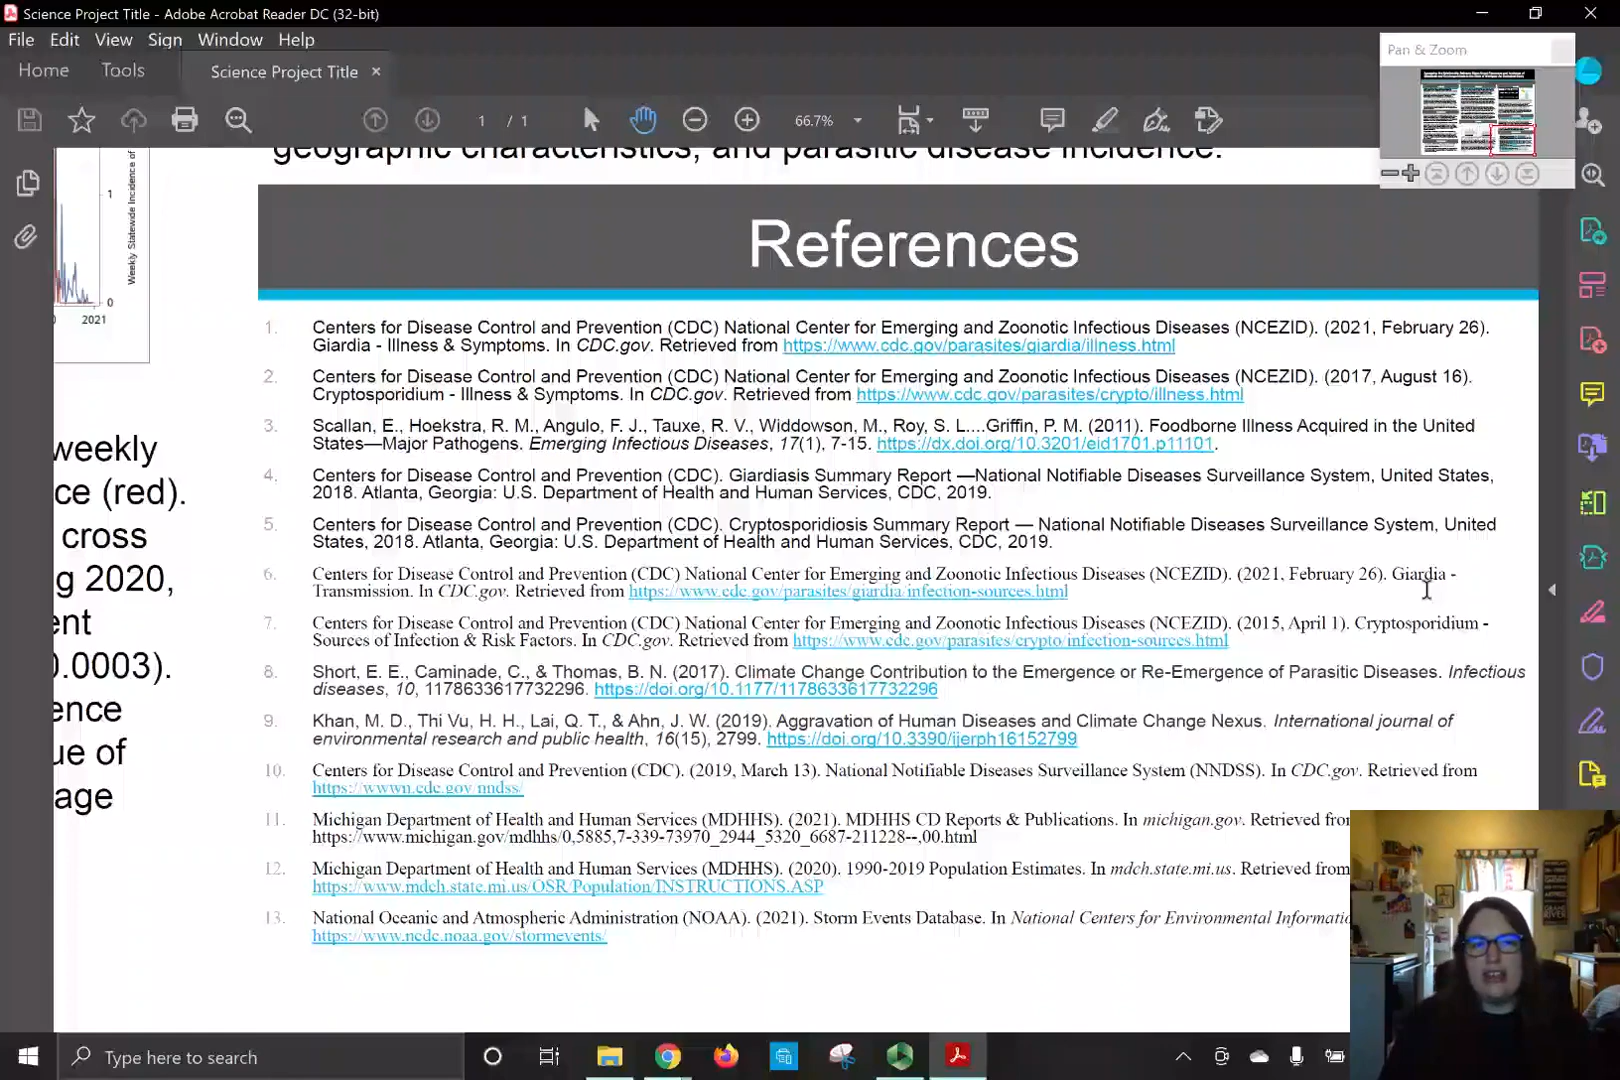 Science Project Title - Adobe Acrobat Reader DC (32-bit)
File Edit View Sign Window Help
Home Tools Science Project Title ×
Pan & Zoom
1 / 1 66.7%
geographic characteristics, and parasitic disease incidence.
References
Weekly Statewide Incidence of
1
0
2021
weekly
ce (red).
cross
g 2020,
ent
0.0003).
ence
ue of
age
1. Centers for Disease Control and Prevention (CDC) National Center for Emerging and Zoonotic Infectious Diseases (NCEZID). (2021, February 26).
Giardia - Illness & Symptoms. In CDC.gov. Retrieved from https://www.cdc.gov/parasites/giardia/illness.html
2. Centers for Disease Control and Prevention (CDC) National Center for Emerging and Zoonotic Infectious Diseases (NCEZID). (2017, August 16).
Cryptosporidium - Illness & Symptoms. In CDC.gov. Retrieved from https://www.cdc.gov/parasites/crypto/illness.html
3. Scallan, E., Hoekstra, R. M., Angulo, F. J., Tauxe, R. V., Widdowson, M., Roy, S. L....Griffin, P. M. (2011). Foodborne Illness Acquired in the United
States—Major Pathogens. Emerging Infectious Diseases, 17(1), 7-15. https://dx.doi.org/10.3201/eid1701.p11101.
4. Centers for Disease Control and Prevention (CDC). Giardiasis Summary Report —National Notifiable Diseases Surveillance System, United States,
2018. Atlanta, Georgia: U.S. Department of Health and Human Services, CDC, 2019.
5. Centers for Disease Control and Prevention (CDC). Cryptosporidiosis Summary Report — National Notifiable Diseases Surveillance System, United
States, 2018. Atlanta, Georgia: U.S. Department of Health and Human Services, CDC, 2019.
6. Centers for Disease Control and Prevention (CDC) National Center for Emerging and Zoonotic Infectious Diseases (NCEZID). (2021, February 26). Giardia -
Transmission. In CDC.gov. Retrieved from https://www.cdc.gov/parasites/giardia/infection-sources.html
7. Centers for Disease Control and Prevention (CDC) National Center for Emerging and Zoonotic Infectious Diseases (NCEZID). (2015, April 1). Cryptosporidium -
Sources of Infection & Risk Factors. In CDC.gov. Retrieved from https://www.cdc.gov/parasites/crypto/infection-sources.html
8. Short, E. E., Caminade, C., & Thomas, B. N. (2017). Climate Change Contribution to the Emergence or Re-Emergence of Parasitic Diseases. Infectious
diseases, 10, 1178633617732296. https://doi.org/10.1177/1178633617732296
9. Khan, M. D., Thi Vu, H. H., Lai, Q. T., & Ahn, J. W. (2019). Aggravation of Human Diseases and Climate Change Nexus. International journal of
environmental research and public health, 16(15), 2799. https://doi.org/10.3390/ijerph16152799
10. Centers for Disease Control and Prevention (CDC). (2019, March 13). National Notifiable Diseases Surveillance System (NNDSS). In CDC.gov. Retrieved from
https://wwwn.cdc.gov/nndss/
11. Michigan Department of Health and Human Services (MDHHS). (2021). MDHHS CD Reports & Publications. In michigan.gov. Retrieved from
https://www.michigan.gov/mdhhs/0,5885,7-339-73970_2944_5320_6687-211228--,00.html
12. Michigan Department of Health and Human Services (MDHHS). (2020). 1990-2019 Population Estimates. In mdch.state.mi.us. Retrieved from
https://www.mdch.state.mi.us/OSR/Population/INSTRUCTIONS.ASP
13. National Oceanic and Atmospheric Administration (NOAA). (2021). Storm Events Database. In National Centers for Environmental Informatio
https://www.ncdc.noaa.gov/stormevents/
Type here to search